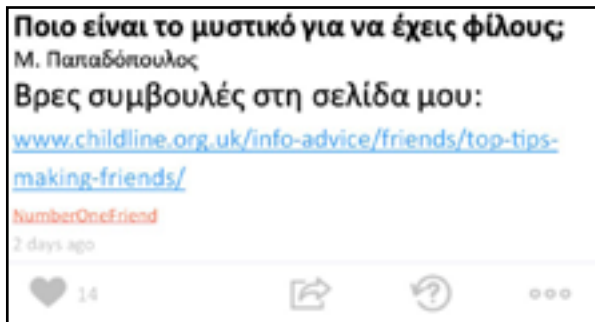 Ποιο είναι το μυστικό για να έχεις φίλους;
Μ. Παπαδόπουλος
Βρες συμβουλές στη σελίδα μου:
www.childline.org.uk/info-advice/friends/top-tips-
making-friends/
NumberOneFriend
2 days ago
14